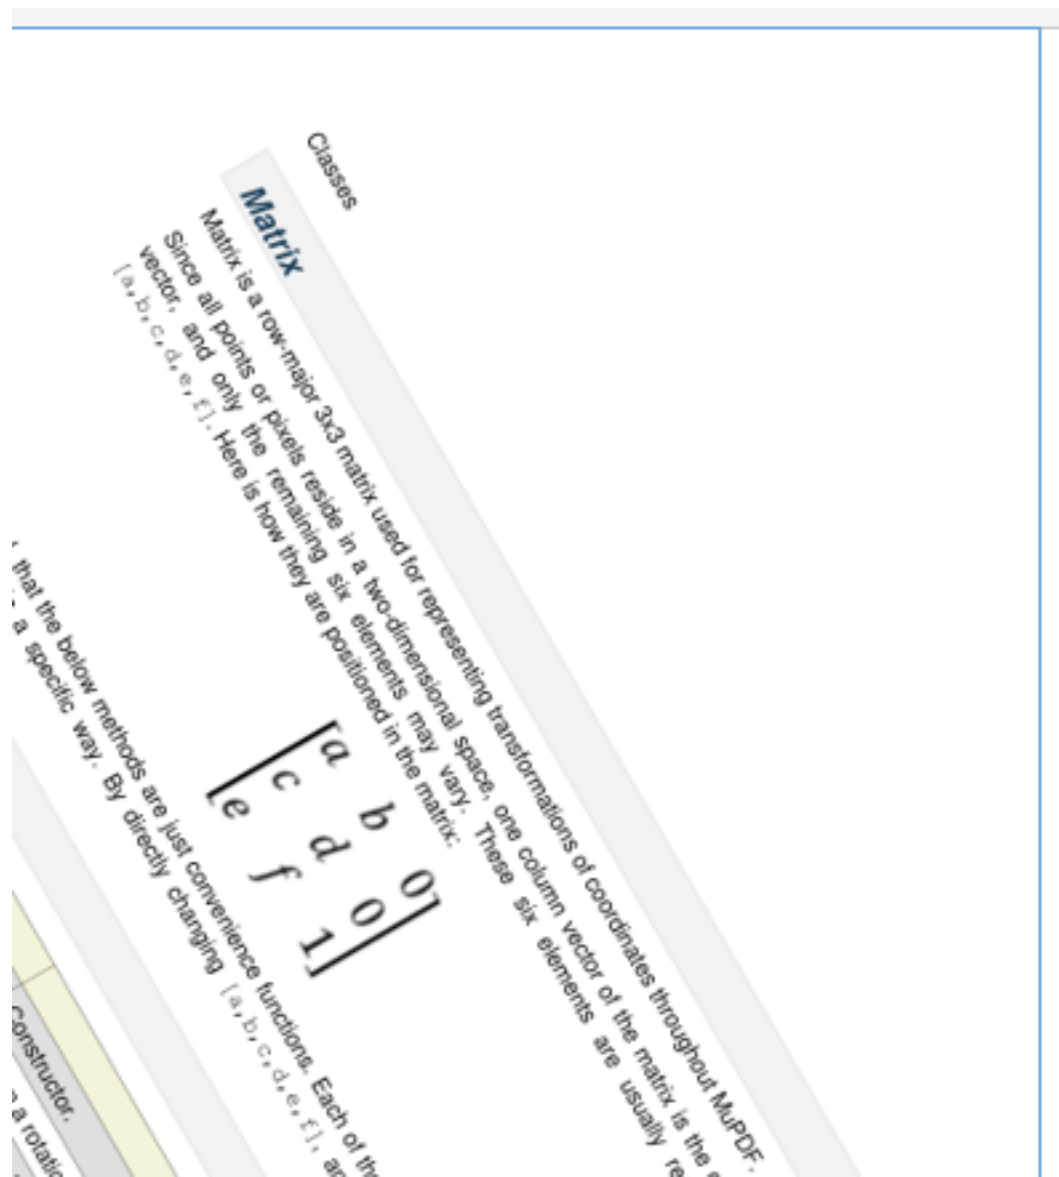 Classes
Matrix
Matrix is a row-major 3x3 matrix used for representing transformations of coordinates throughout MuPDF.
Since all points or pixels reside in a two-dimensional space, one column vector of the matrix is the
vector, and only the remaining six elements may vary. These six elements are usually
[a,b,c,d,e,f]. Here is how they are positioned in the matrix:
a b 0
c d 0
e f 1
that the below methods are just convenience functions. Each of
a specific way. By directly changing [a,b,c,d,e,f],
Constructor.
a